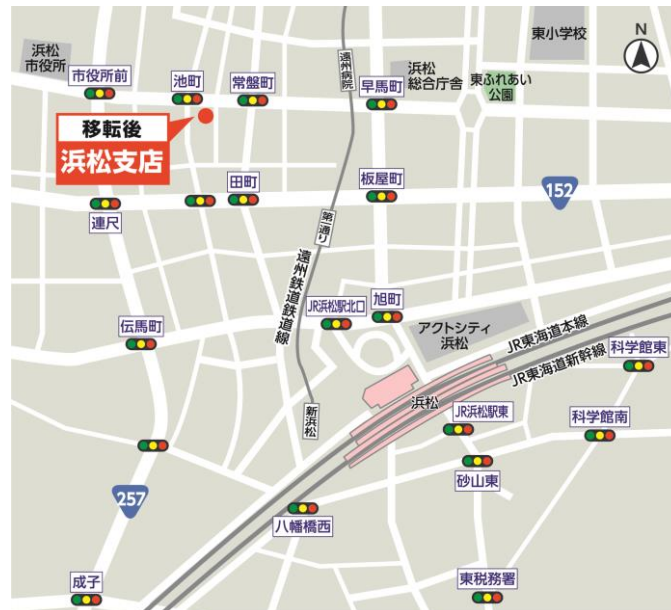 浜松
市役所
市役所前
池町
常盤町
遠州病院
早馬町
浜松
総合庁舎
東ふれあい
公園
東小学校
N
移転後
浜松支店
田町
板屋町
152
連尺
第一通り
遠州鉄道鉄道線
伝馬町
JR浜松駅北口
旭町
アクトシティ
浜松
JR東海道本線
JR東海道新幹線
科学館東
新浜松
浜松
JR浜松駅東
科学館南
砂山東
257
八幡橋西
成子
東税務署